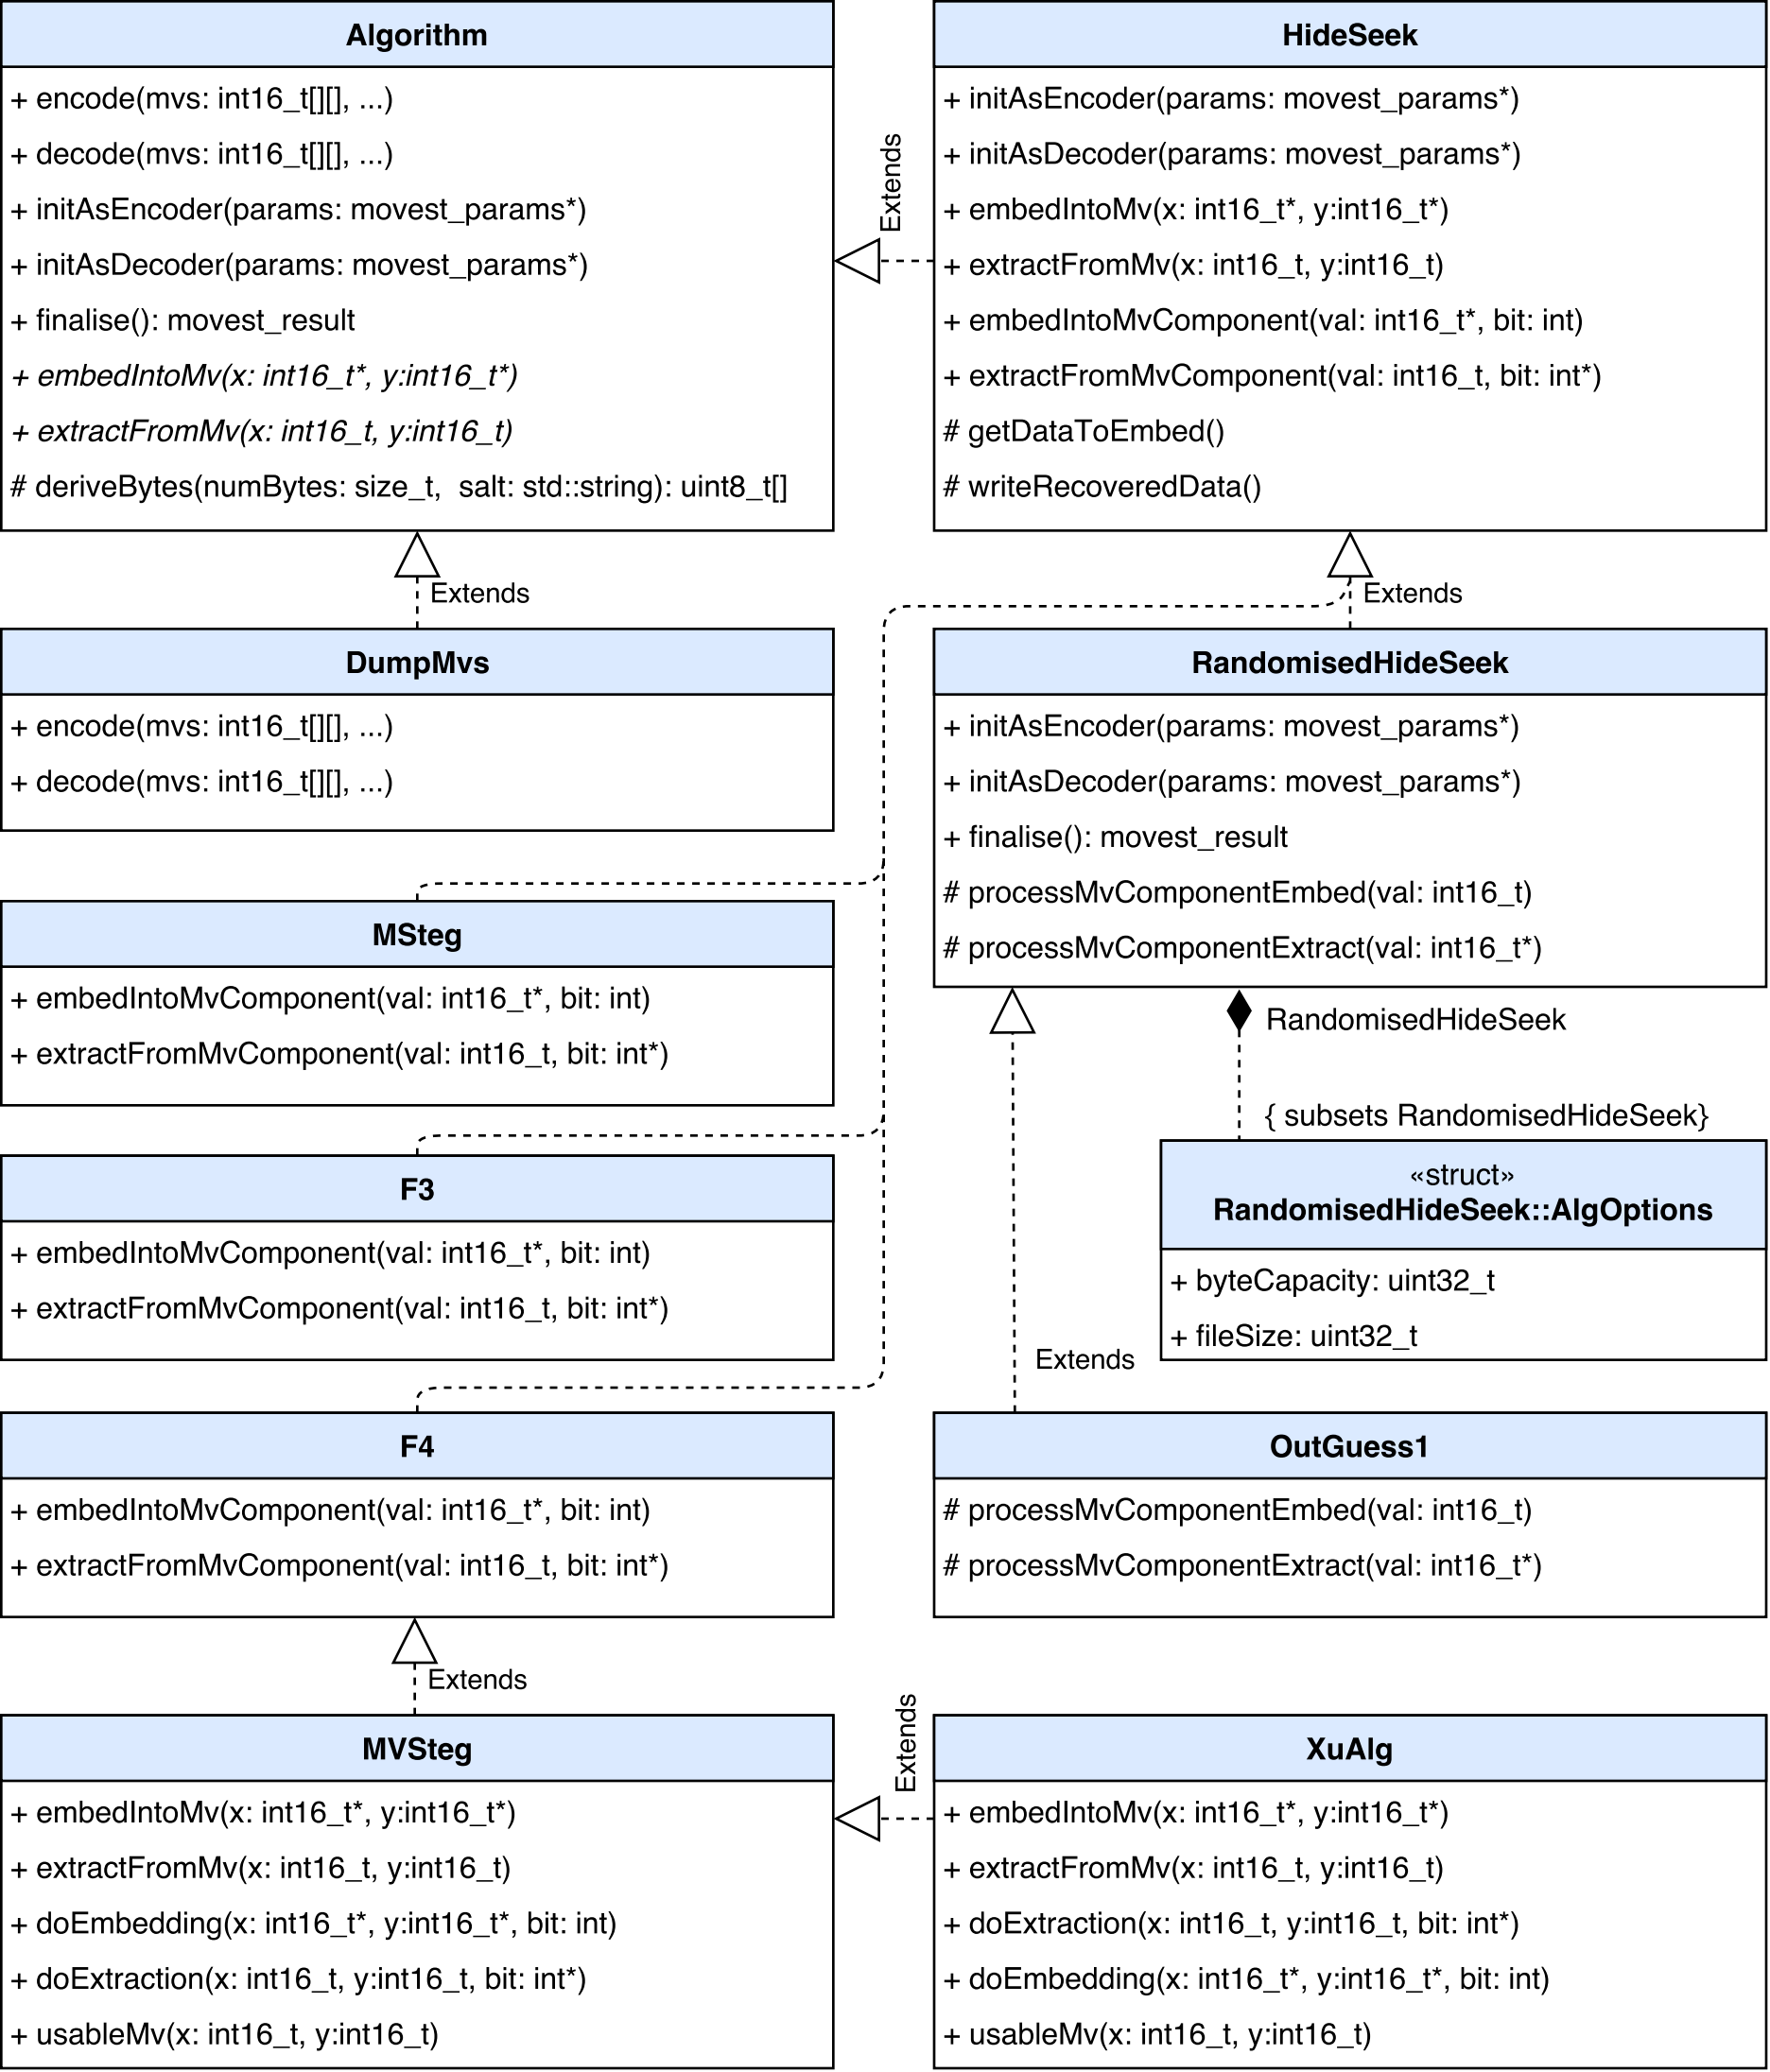 Algorithm
+ encode(mvs: int16_t[][], ...)
+ decode(mvs: int16_t[][], ...)
+ initAsEncoder(params: movest_params*)
+ initAsDecoder(params: movest_params*)
+ finalise(): movest_result
+ embedIntoMv(x: int16_t*, y:int16_t*)
+ extractFromMv(x: int16_t, y:int16_t)
# deriveBytes(numBytes: size_t,  salt: std::string): uint8_t[]
Extends
HideSeek
+ initAsEncoder(params: movest_params*)
+ initAsDecoder(params: movest_params*)
+ embedIntoMv(x: int16_t*, y:int16_t*)
+ extractFromMv(x: int16_t, y:int16_t)
+ embedIntoMvComponent(val: int16_t*, bit: int)
+ extractFromMvComponent(val: int16_t, bit: int*)
# getDataToEmbed()
# writeRecoveredData()
Extends
Extends
DumpMvs
+ encode(mvs: int16_t[][], ...)
+ decode(mvs: int16_t[][], ...)
RandomisedHideSeek
+ initAsEncoder(params: movest_params*)
+ initAsDecoder(params: movest_params*)
+ finalise(): movest_result
# processMvComponentEmbed(val: int16_t)
# processMvComponentExtract(val: int16_t*)
MSteg
+ embedIntoMvComponent(val: int16_t*, bit: int)
+ extractFromMvComponent(val: int16_t, bit: int*)
RandomisedHideSeek
{ subsets RandomisedHideSeek}
F3
+ embedIntoMvComponent(val: int16_t*, bit: int)
+ extractFromMvComponent(val: int16_t, bit: int*)
«struct»
RandomisedHideSeek::AlgOptions
+ byteCapacity: uint32_t
+ fileSize: uint32_t
Extends
F4
+ embedIntoMvComponent(val: int16_t*, bit: int)
+ extractFromMvComponent(val: int16_t, bit: int*)
OutGuess1
# processMvComponentEmbed(val: int16_t)
# processMvComponentExtract(val: int16_t*)
Extends
MVSteg
+ embedIntoMv(x: int16_t*, y:int16_t*)
+ extractFromMv(x: int16_t, y:int16_t)
+ doEmbedding(x: int16_t*, y:int16_t*, bit: int)
+ doExtraction(x: int16_t, y:int16_t, bit: int*)
+ usableMv(x: int16_t, y:int16_t)
Extends
XuAlg
+ embedIntoMv(x: int16_t*, y:int16_t*)
+ extractFromMv(x: int16_t, y:int16_t)
+ doExtraction(x: int16_t, y:int16_t, bit: int*)
+ doEmbedding(x: int16_t*, y:int16_t*, bit: int)
+ usableMv(x: int16_t, y:int16_t)